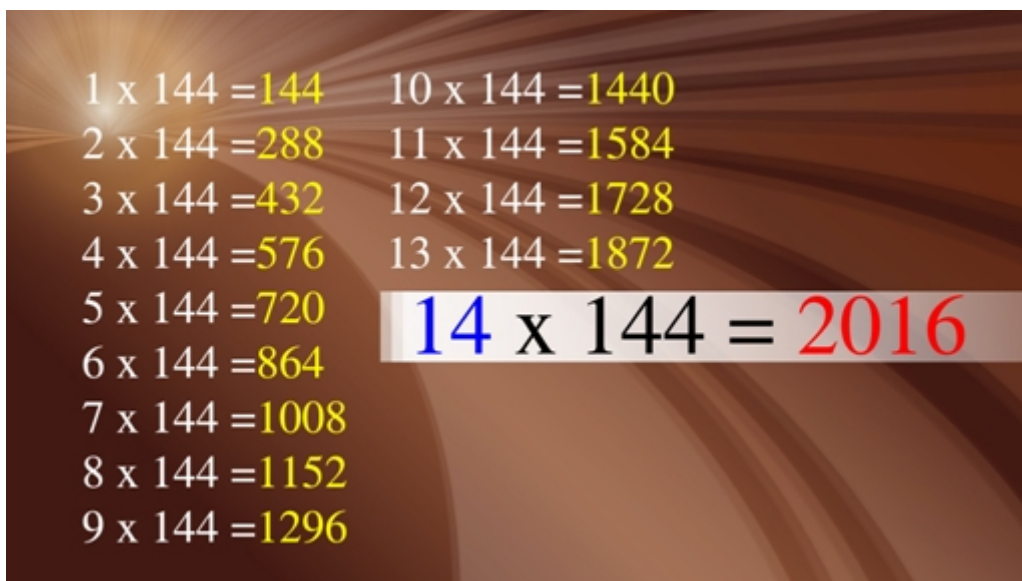 1 x 144 =144
2 x 144 =288
3 x 144 =432
4 x 144 =576
5 x 144 =720
6 x 144 =864
7 x 144 =1008
8 x 144 =1152
9 x 144 =1296
10 x 144 =1440
11 x 144 =1584
12 x 144 =1728
13 x 144 =1872
14 x 144 = 2016